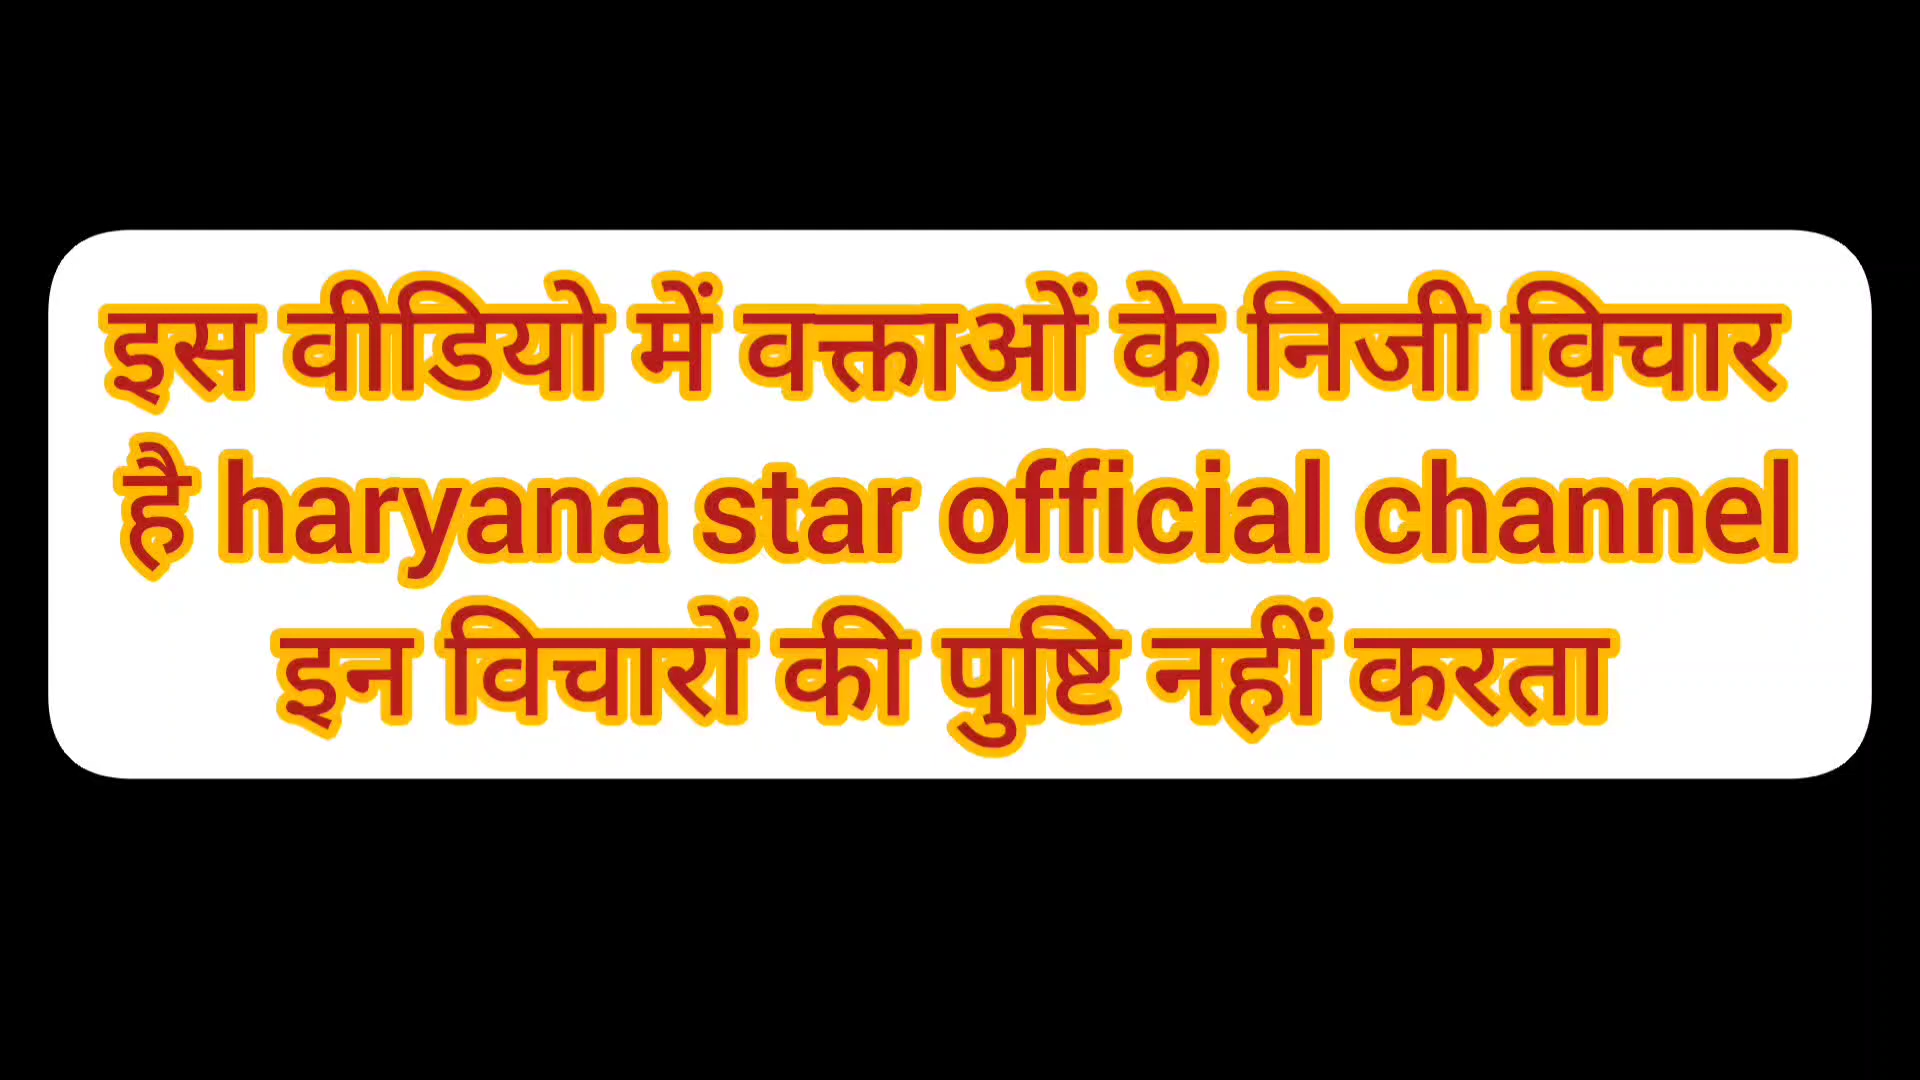 इस वीडियो में वक्ताओं के निजी विचार
है haryana star official channel
इन विचारों की पुष्टि नहीं करता